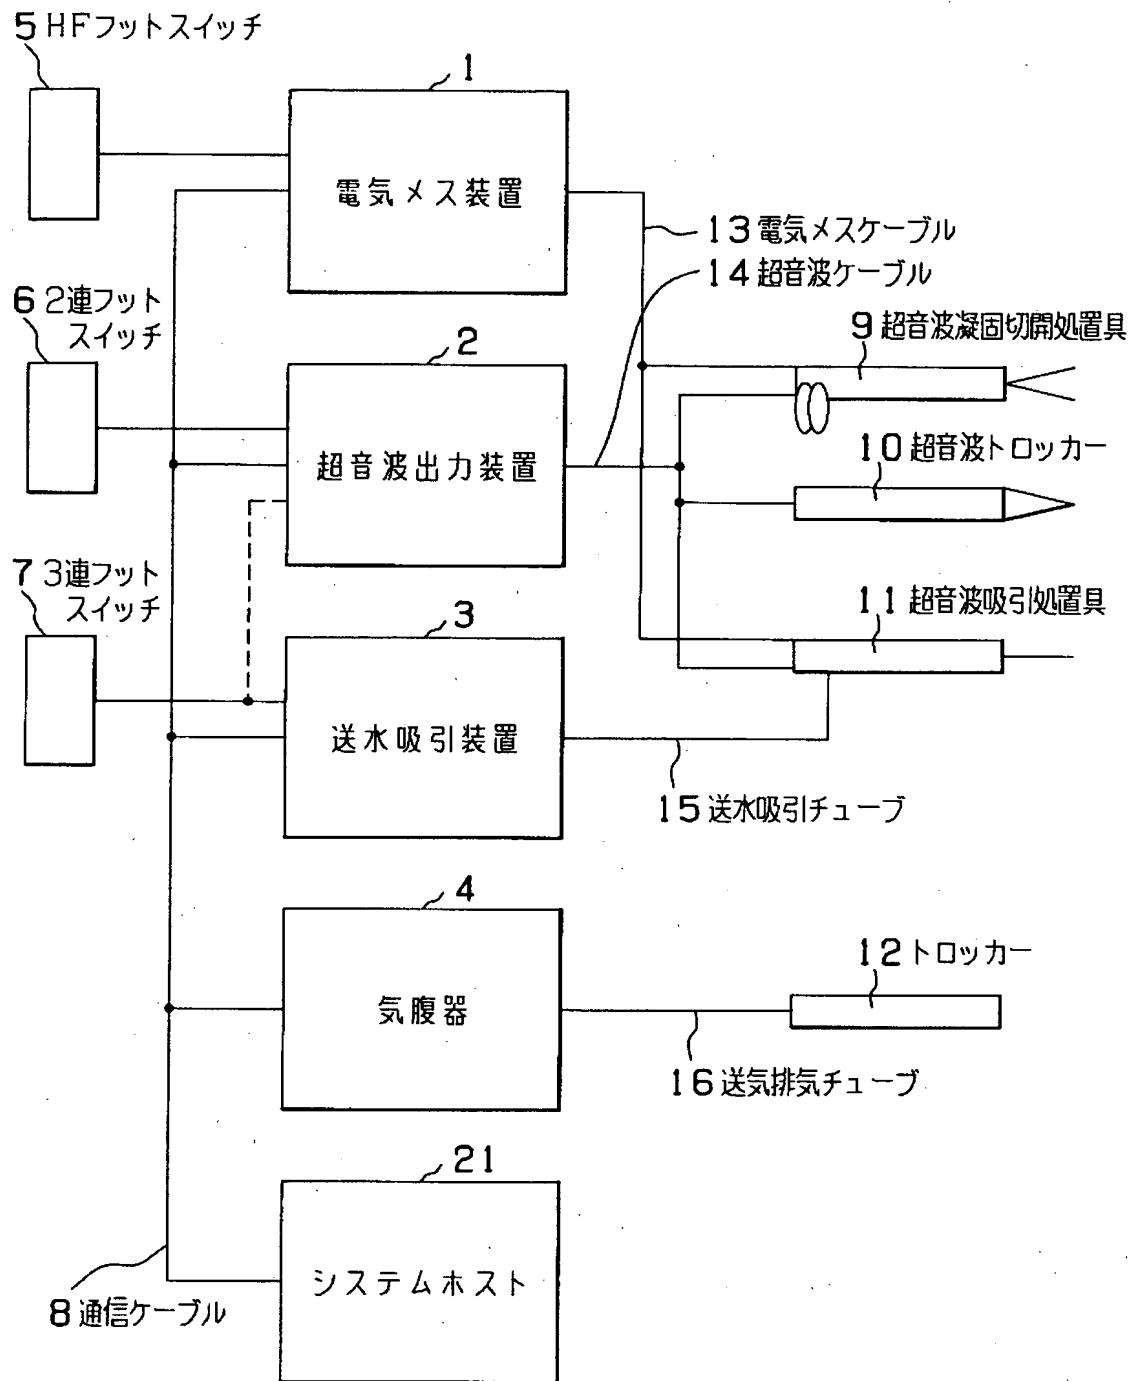 5 HFフットスイッチ
1
電気メス装置
13 電気メスケーブル
14 超音波ケーブル
6 2連フット
スイッチ
2
超音波出力装置
9 超音波凝固切開処置具
10 超音波トロッカー
7 3連フット
スイッチ
3
送水吸引装置
11 超音波吸引処置具
15 送水吸引チューブ
4
気腹器
12 トロッカー
16 送気排気チューブ
21
システムホスト
8 通信ケーブル